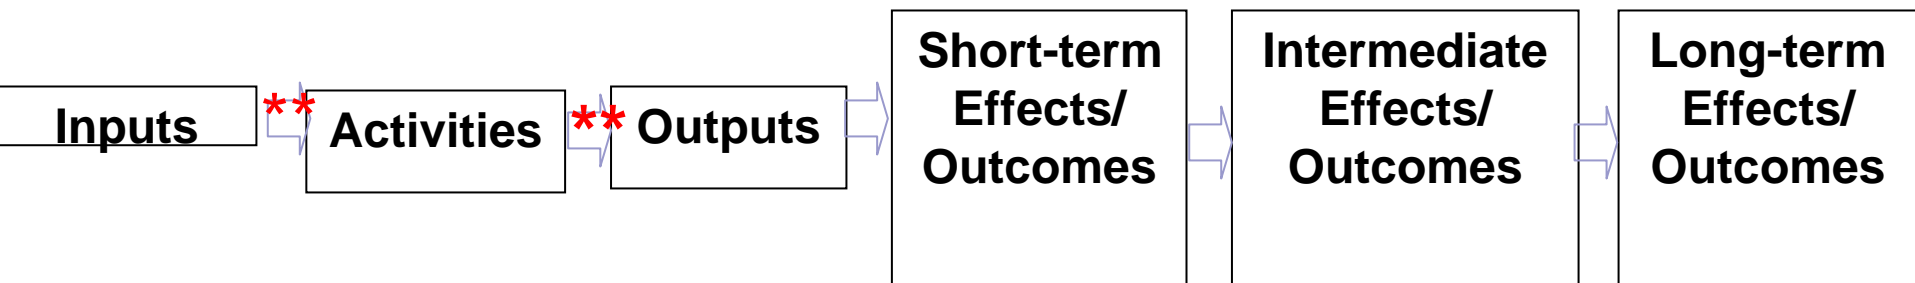 Inputs
**
Activities
**
Outputs
Short-term
Effects/
Outcomes
Intermediate
Effects/
Outcomes
Long-term
Effects/
Outcomes